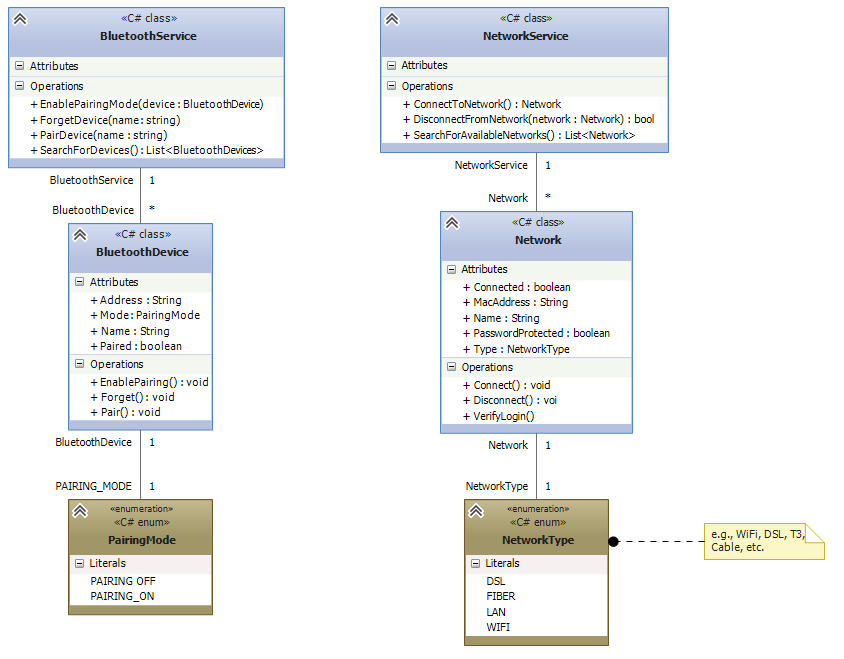 «C# class»
BluetoothService
Attributes
Operations
+ EnablePairingMode(device : BluetoothDevice)
+ ForgetDevice(name : string)
+ PairDevice(name : string)
+ SearchForDevices() : List<BluetoothDevices>
BluetoothService 1
BluetoothDevice *
«C# class»
BluetoothDevice
Attributes
+ Address : String
+ Mode : PairingMode
+ Name : String
+ Paired : boolean
Operations
+ EnablePairing() : void
+ Forget() : void
+ Pair() : void
BluetoothDevice 1
PAIRING_MODE 1
«enumeration»
«C# enum»
PairingMode
Literals
PAIRING OFF
PAIRING_ON
«C# class»
NetworkService
Attributes
Operations
+ ConnectToNetwork() : Network
+ DisconnectFromNetwork(network : Network) : bool
+ SearchForAvailableNetworks() : List<Network>
NetworkService 1
Network *
«C# class»
Network
Attributes
+ Connected : boolean
+ MacAddress : String
+ Name : String
+ PasswordProtected : boolean
+ Type : NetworkType
Operations
+ Connect() : void
+ Disconnect() : voi
+ VerifyLogin()
Network 1
NetworkType 1
«enumeration»
«C# enum»
NetworkType
Literals
DSL
FIBER
LAN
WIFI
e.g., WiFi, DSL, T3,
Cable, etc.